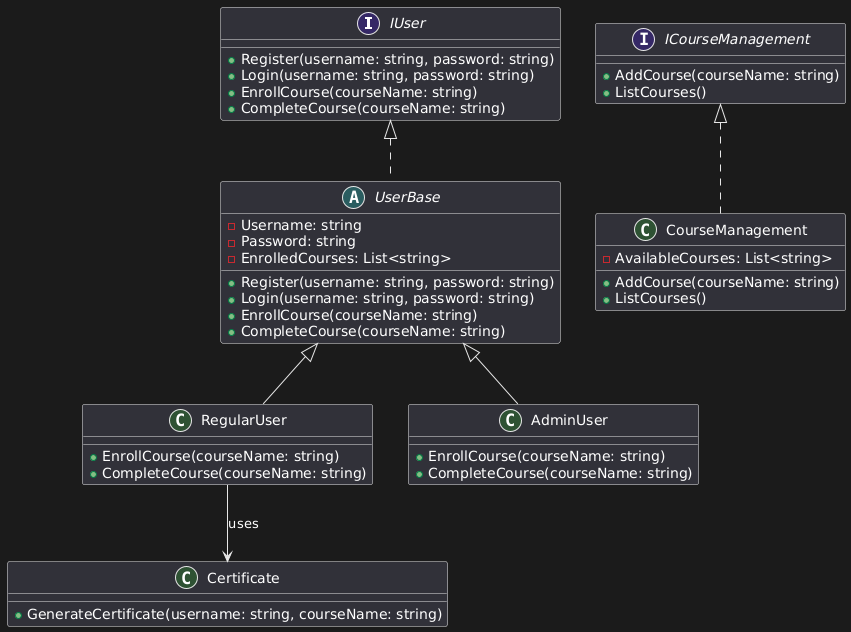 I IUser
+ Register(username: string, password: string)
+ Login(username: string, password: string)
+ EnrollCourse(courseName: string)
+ CompleteCourse(courseName: string)
I ICourseManagement
AddCourse(courseName: string)
ListCourses()
A UserBase
Username: string
Password: string
EnrolledCourses: List<string>
Register(username: string, password: string)
Login(username: string, password: string)
EnrollCourse(courseName: string)
CompleteCourse(courseName: string)
C CourseManagement
AvailableCourses: List<string>
AddCourse(courseName: string)
ListCourses()
C RegularUser
EnrollCourse(courseName: string)
CompleteCourse(courseName: string)
C AdminUser
EnrollCourse(courseName: string)
CompleteCourse(courseName: string)
uses
C Certificate
GenerateCertificate(username: string, courseName: string)